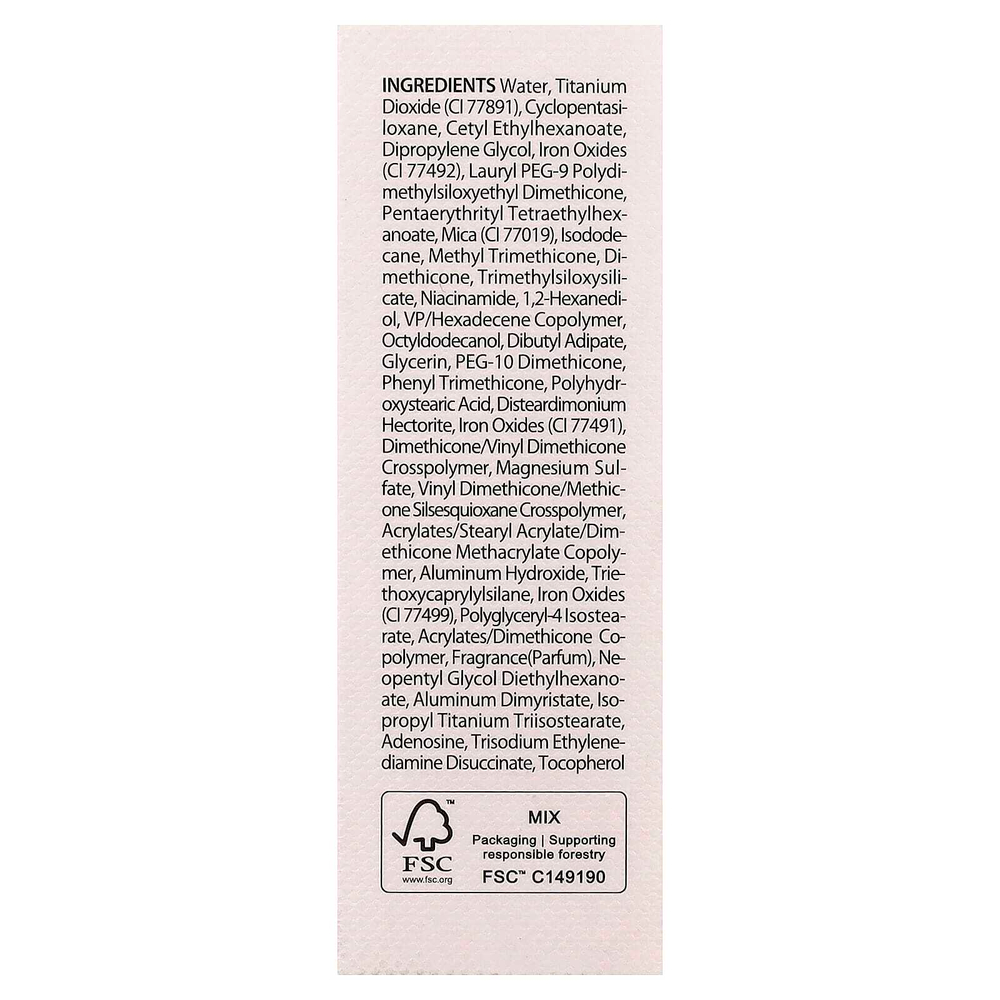 INGREDIENTS Water, Titanium
Dioxide (CI 77891), Cyclopentasi-
loxane, Cetyl Ethylhexanoate,
Dipropylene Glycol, Iron Oxides
(CI 77492), Lauryl PEG-9 Polydi-
methylsiloxyethyl Dimethicone,
Pentaerythrityl Tetraethylhex-
anoate, Mica (CI 77019), Isodode-
cane, Methyl Trimethicone, Di-
methicone, Trimethylsiloxysili-
cate, Niacinamide, 1,2-Hexanedi-
ol, VP/Hexadecene Copolymer,
Octyldodecanol, Dibutyl Adipate,
Glycerin, PEG-10 Dimethicone,
Phenyl Trimethicone, Polyhydr-
oxystearic Acid, Disteardimonium
Hectorite, Iron Oxides (CI 77491),
Dimethicone/Vinyl Dimethicone
Crosspolymer, Magnesium Sul-
fate, Vinyl Dimethicone/Methic-
one Silsesquioxane Crosspolymer,
Acrylates/Stearyl Acrylate/Dim-
ethicone Methacrylate Copoly-
mer, Aluminum Hydroxide, Trie-
thoxycaprylylsilane, Iron Oxides
(CI 77499), Polyglyceryl-4 Isostea-
rate, Acrylates/Dimethicone Co-
polymer, Fragrance(Parfum), Ne-
opentyl Glycol Diethylhexano-
ate, Aluminum Dimyristate, Iso-
propyl Titanium Triisostearate,
Adenosine, Trisodium Ethylene-
diamine Disuccinate, Tocopherol
™
FSC
www.fsc.org
MIX
Packaging | Supporting
responsible forestry
FSC™ C149190